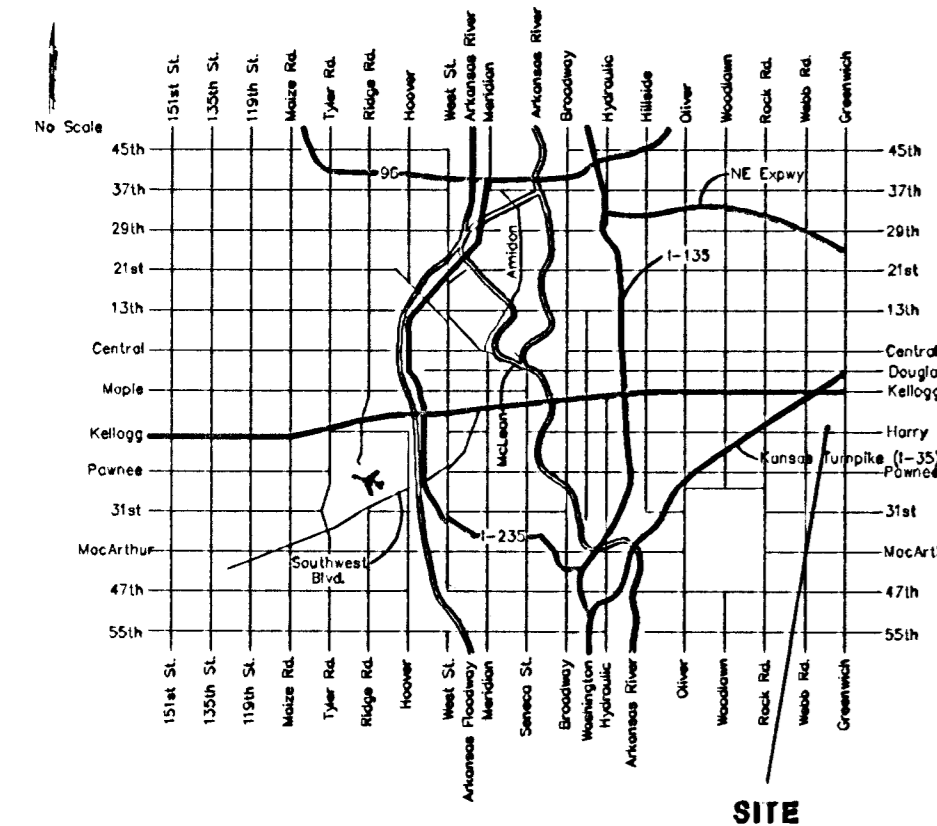 No Scale
151st St.
135th St.
119th St.
Maize Rd.
Tyler Rd.
Ridge Rd.
Hoover
West St.
Arkansas River
Meridian
Arkansas River
Broadway
Hydraulic
Hillside
Oliver
Woodlawn
Rock Rd.
Webb Rd.
Greenwich
45th
37th
29th
21st
13th
Central
Maple
Kellogg
Pawnee
31st
MacArthur
47th
55th
96
Amidon
McLean
I-135
NE Expwy
I-235
Southwest
Blvd.
Kansas Turnpike (I-35)
45th
37th
29th
21st
13th
Central
Dougla
Kellogg
Harry
Pawnee
31st
MacArt
47th
55th
151st St.
135th St.
119th St.
Maize Rd.
Tyler Rd.
Ridge Rd.
Hoover
West St.
Arkansas Floodway
Meridian
Seneca St.
Broadway
Washington
Hydraulic
Arkansas River
Oliver
Woodlawn
Rock Rd.
Webb Rd.
Greenwich
SITE